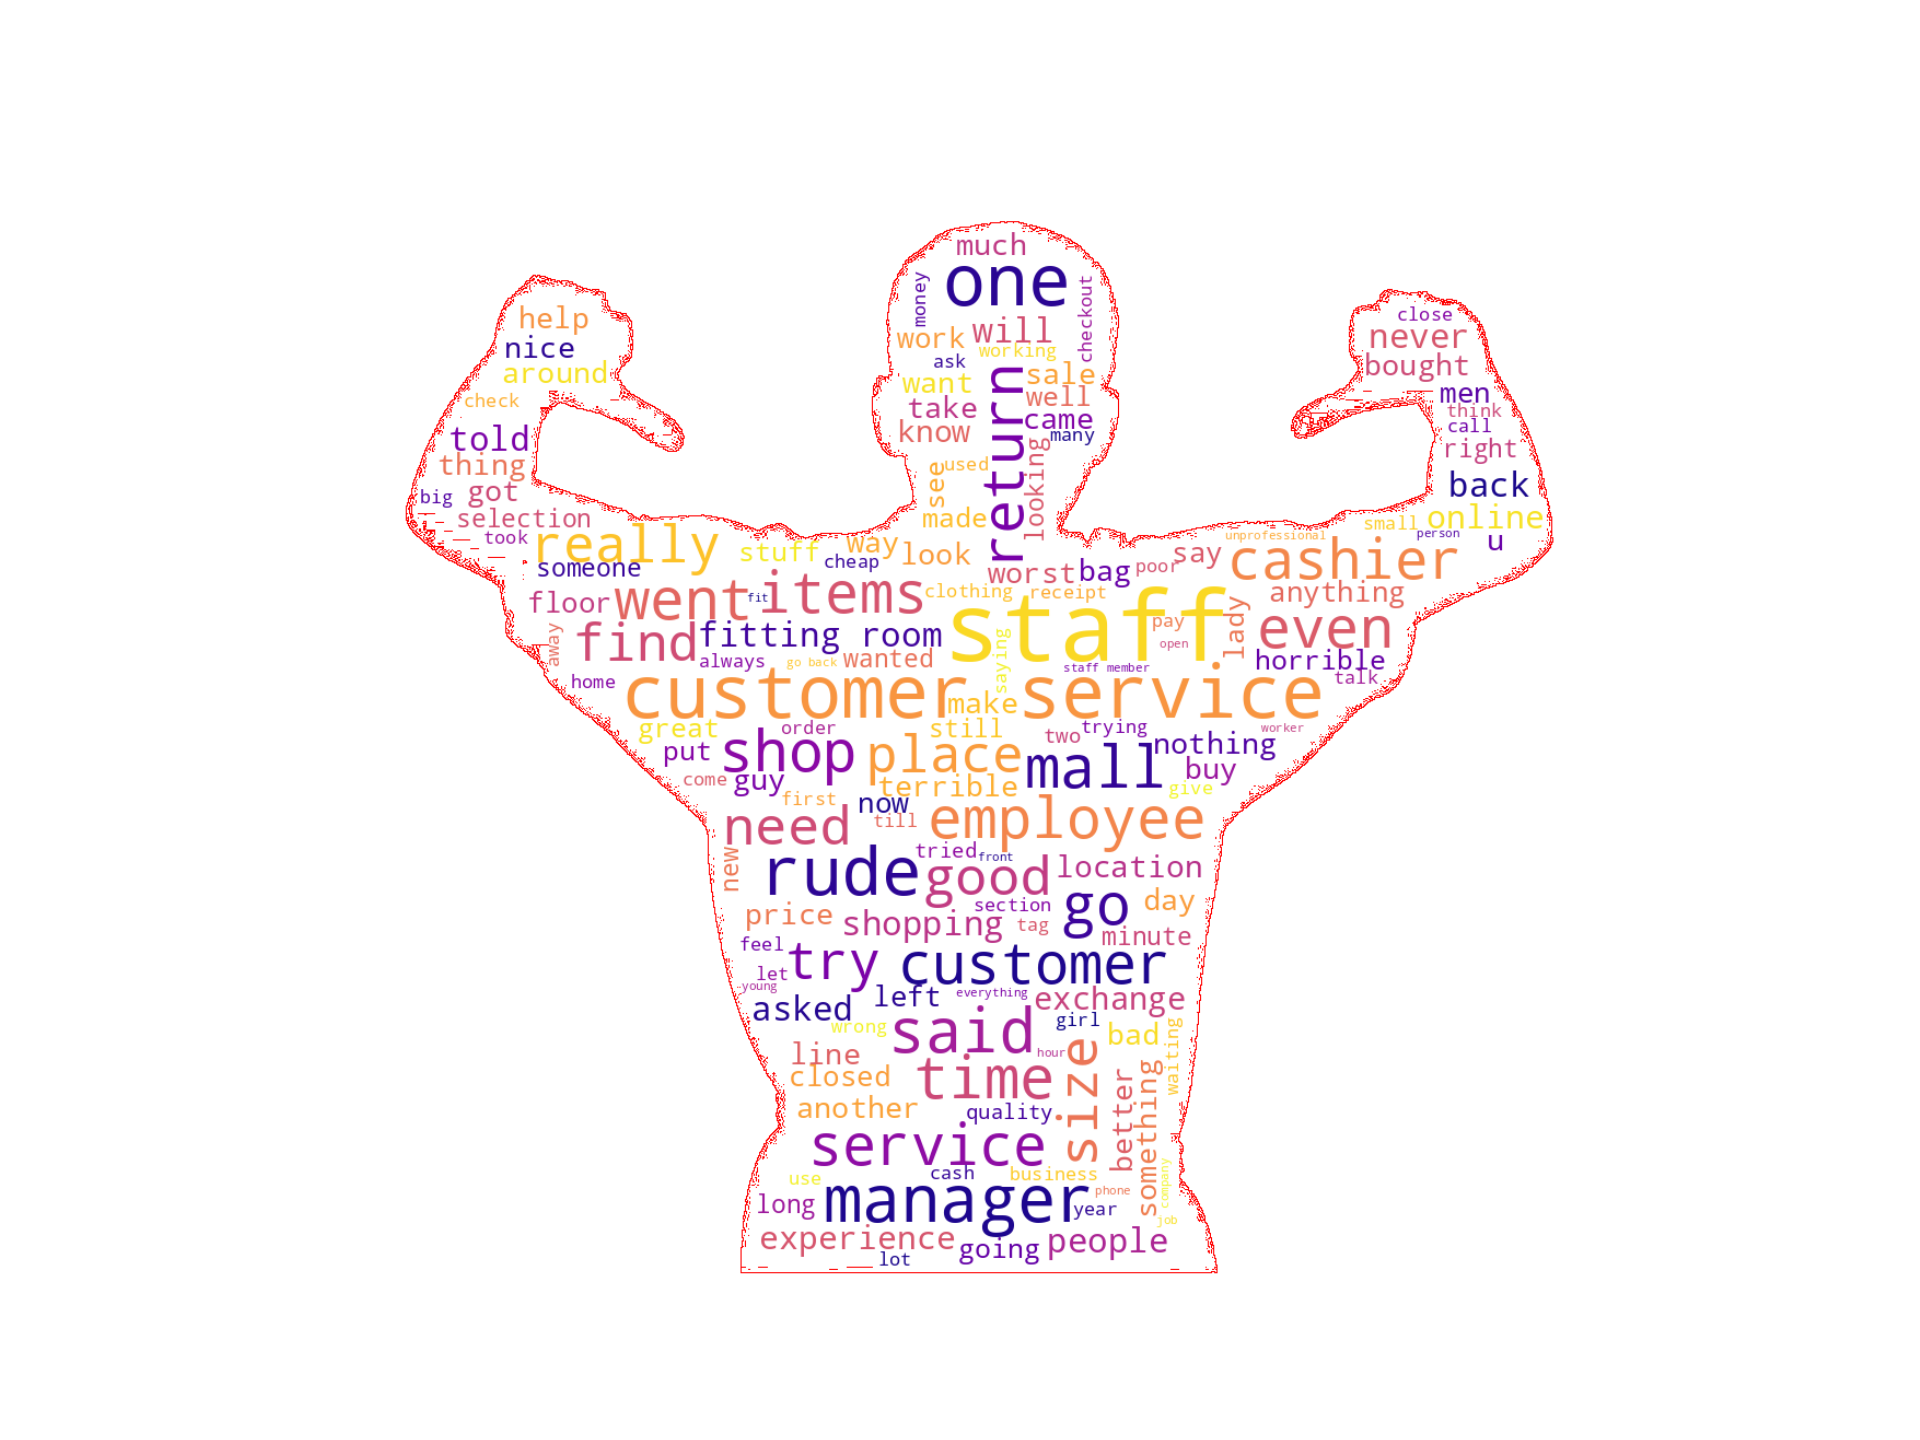 much
one
money
checkout
work
will
ask
working
want
sale
return
take
well
came
know
many
looking
see
used
made
help
nice
around
check
told
thing
big
got
selection
took
close
never
bought
men
think
call
right
back
small
online
person
u
really
stuff
way
look
cheap
someone
worst
bag
poor
say
unprofessional
cashier
floor
went
fit
items
clothing
receipt
anything
staff
away
find
fitting room
pay
open
lady
even
always
go back
wanted
saying
staff member
horrible
home
talk
customer service
make
great
order
still
two
trying
worker
put
shop
place
mall
nothing
come
guy
terrible
buy
give
first
now
till
need
employee
new
rude
tried
front
good
location
section
go
day
price
shopping
tag
minute
feel
try
customer
let
young
asked
left
everything
exchange
wrong
said
girl
bad
waiting
line
hour
size
closed
time
better
something
another
quality
service
use
cash
business
company
long
manager
phone
year
job
experience
going
people
lot